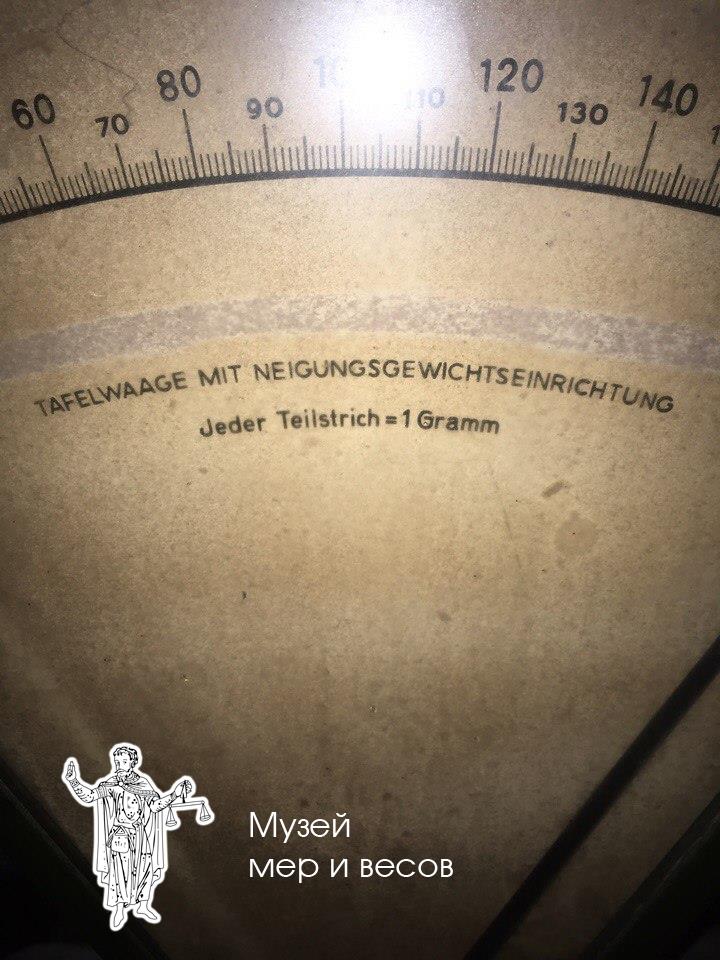 60 70 80 90 110 120 130 140
TAFELWAAGE MIT NEIGUNGSGEWICHTSEINRICHTUNG
Jeder Teilstrich = 1 Gramm
Музей
мер и весов